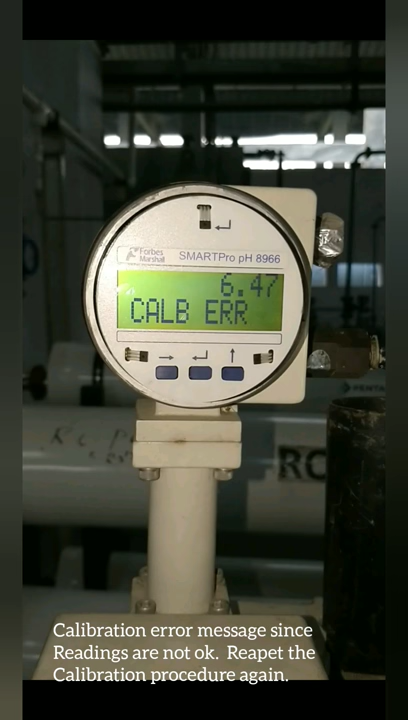 Forbes
Marshall
SMARTPro pH 8966
6.47
CALB ERR
RC
Calibration error message since
Readings are not ok. Reapet the
Calibration procedure again.